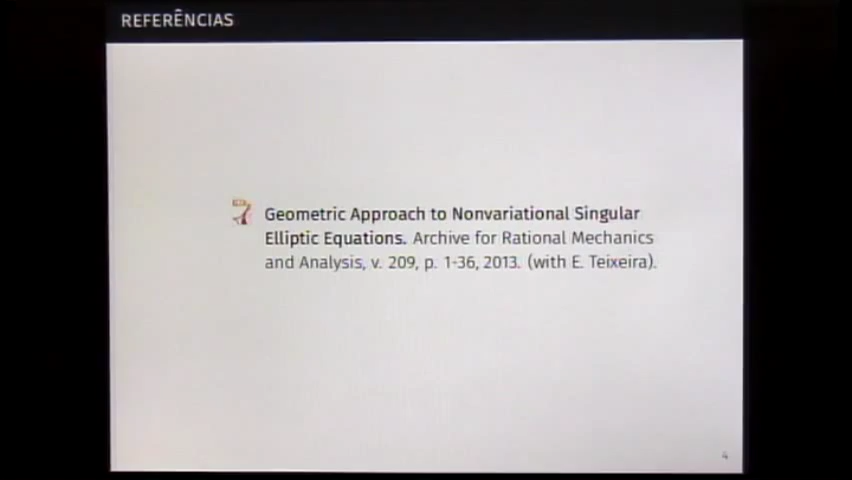 REFERÊNCIAS
Geometric Approach to Nonvariational Singular
Elliptic Equations. Archive for Rational Mechanics
and Analysis, v. 209, p. 1-36, 2013. (with E. Teixeira).
4